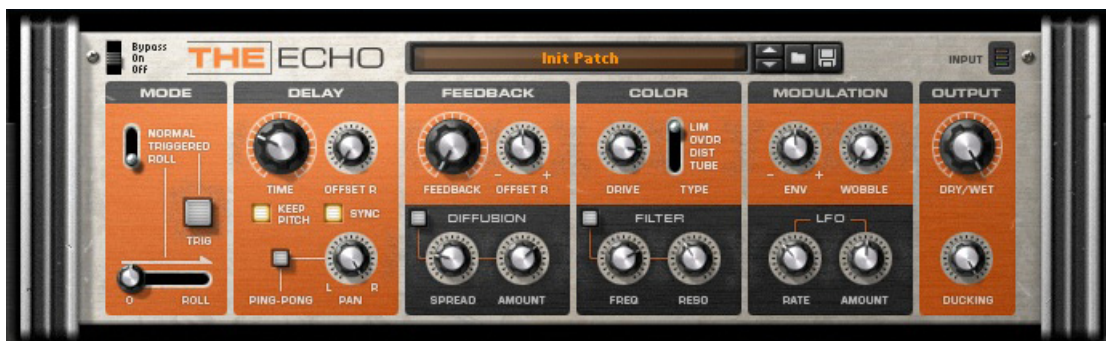 Bypass
On
Off
THE ECHO
Init Patch
INPUT
MODE
NORMAL
TRIGGERED
ROLL
TRIG
0 ROLL
DELAY
TIME OFFSET R
KEEP PITCH
SYNC
PING-PONG
L R
PAN
FEEDBACK
- +
FEEDBACK OFFSET R
DIFFUSION
SPREAD AMOUNT
COLOR
LIM
OVDR
DIST
TUBE
DRIVE TYPE
FILTER
FREQ RESO
MODULATION
- +
ENV WOBBLE
LFO
RATE AMOUNT
OUTPUT
DRY/WET
DUCKING